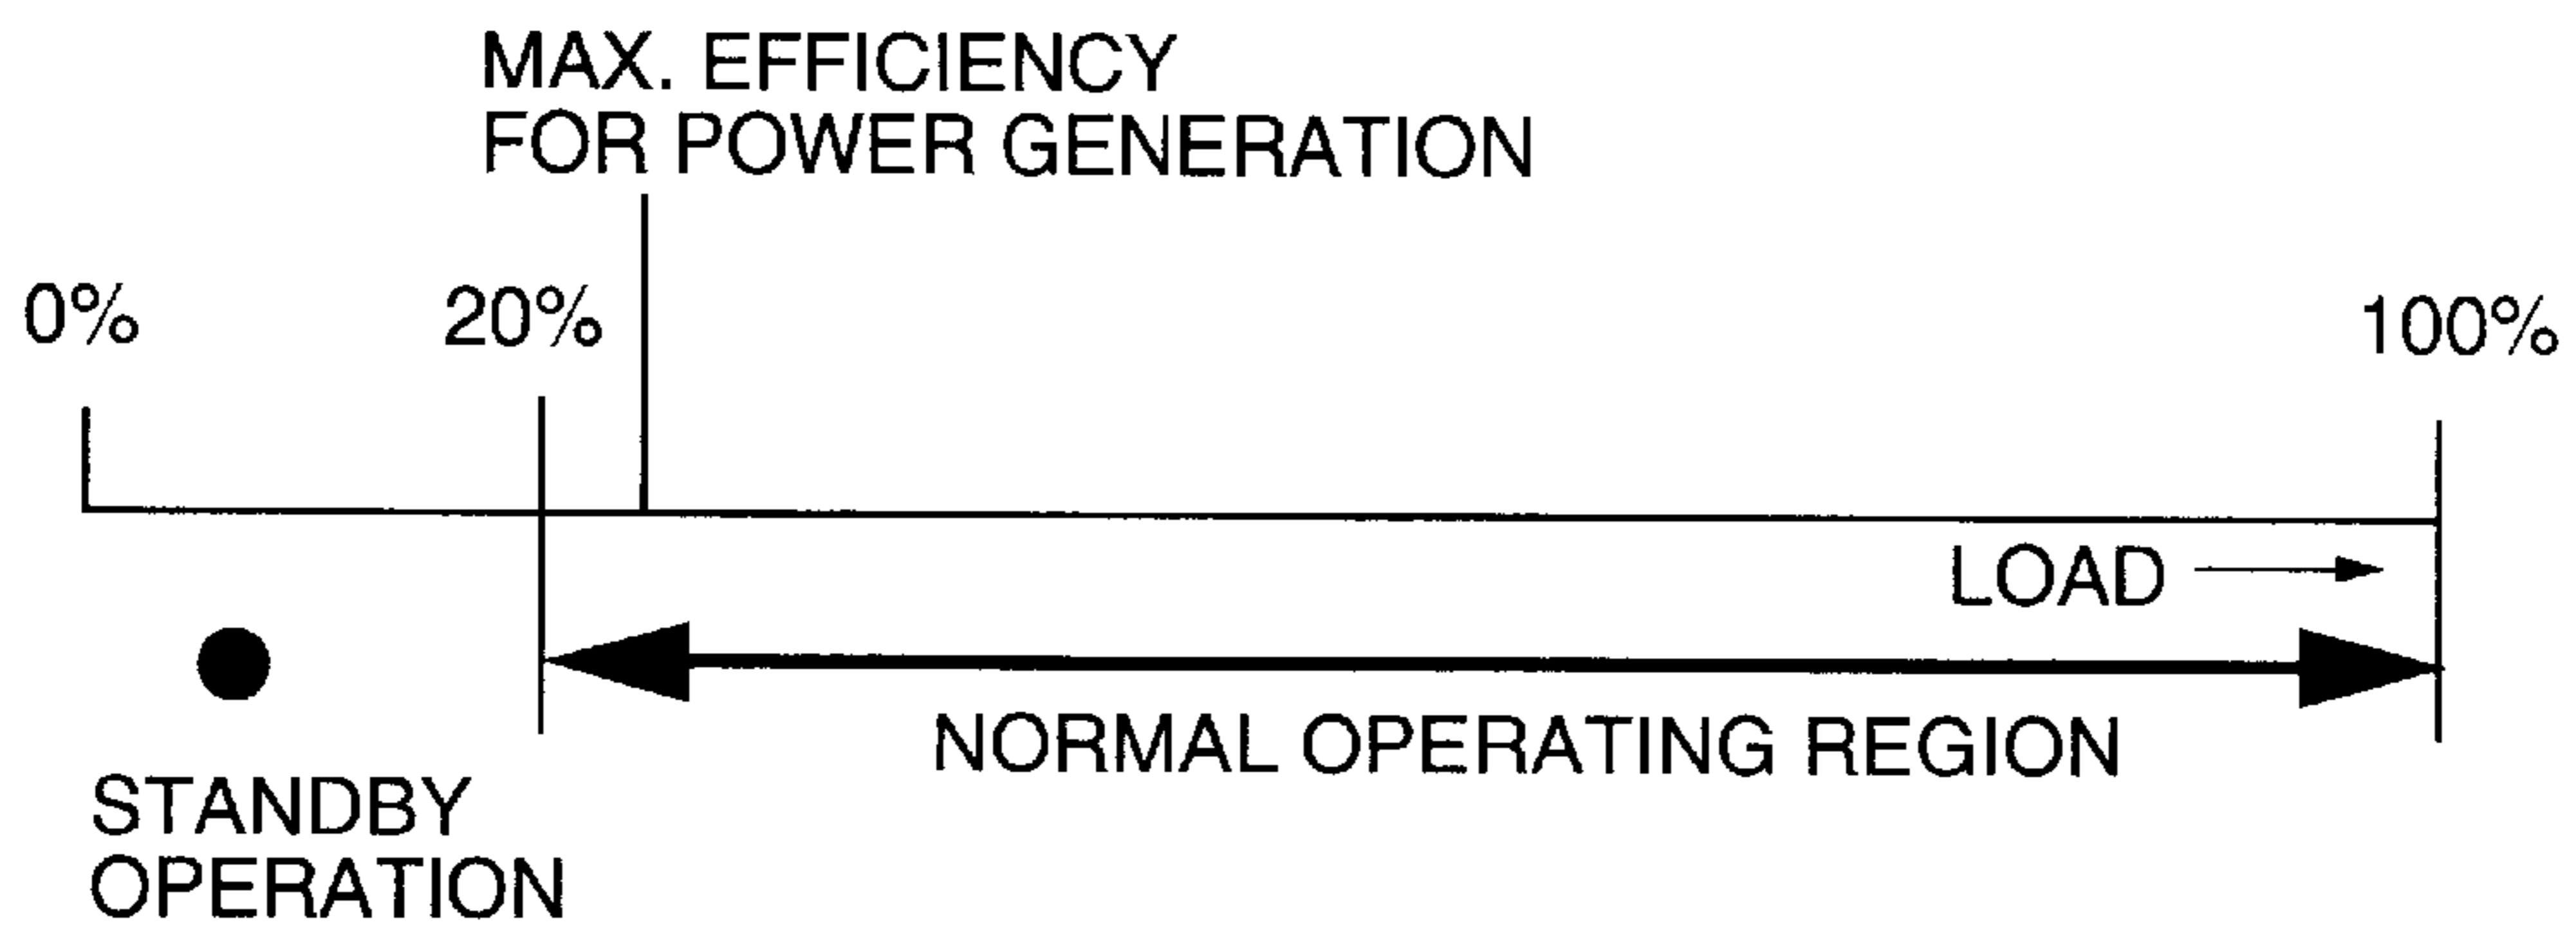 MAX. EFFICIENCY
FOR POWER GENERATION
0%
20%
100%
LOAD
NORMAL OPERATING REGION
STANDBY
OPERATION